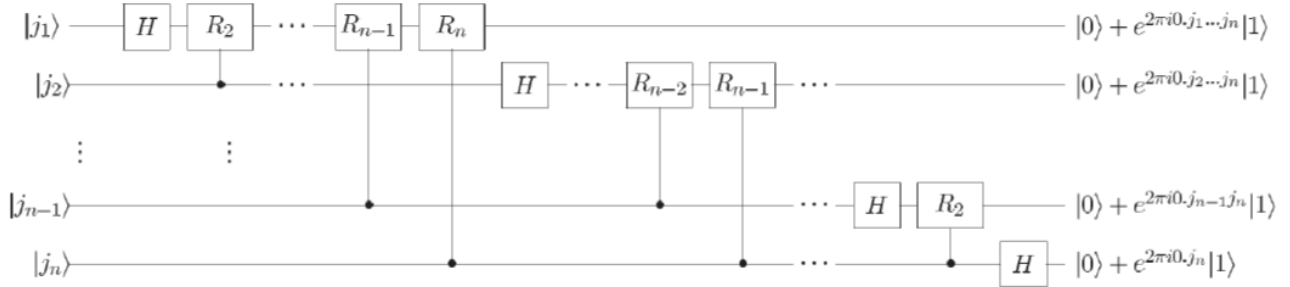 |j₁⟩ H R₂ ⋯ Rₙ₋₁ Rₙ |0⟩ + e^{2πi0.j₁…jₙ}|1⟩
|j₂⟩ ⋯ H ⋯ Rₙ₋₂ Rₙ₋₁ ⋯ |0⟩ + e^{2πi0.j₂…jₙ}|1⟩
⋮ ⋮
|jₙ₋₁⟩ ⋯ H R₂ |0⟩ + e^{2πi0.jₙ₋₁jₙ}|1⟩
|jₙ⟩ ⋯ H |0⟩ + e^{2πi0.jₙ}|1⟩